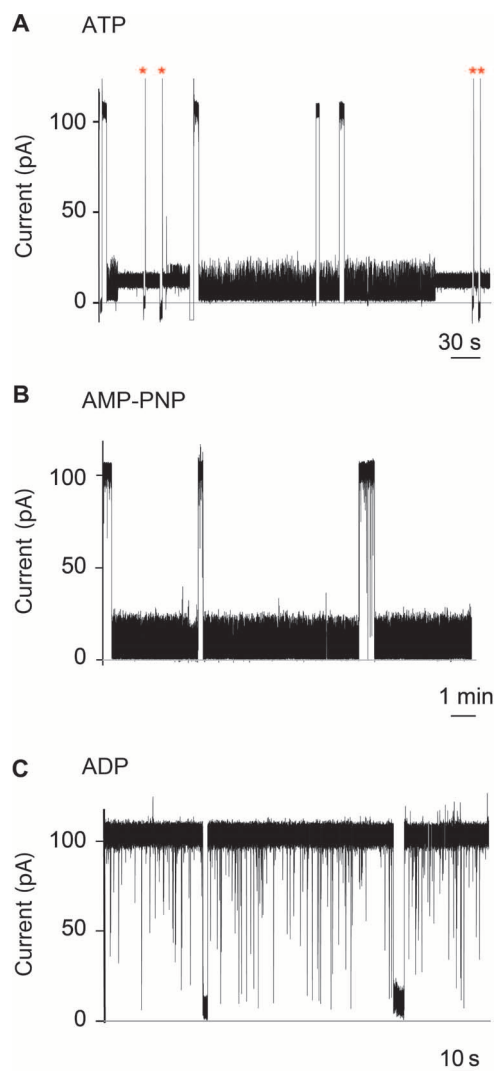 A
ATP
* * **
Current (pA)
100
50
0
30 s
B
AMP-PNP
Current (pA)
100
50
0
1 min
C
ADP
Current (pA)
100
50
0
10 s